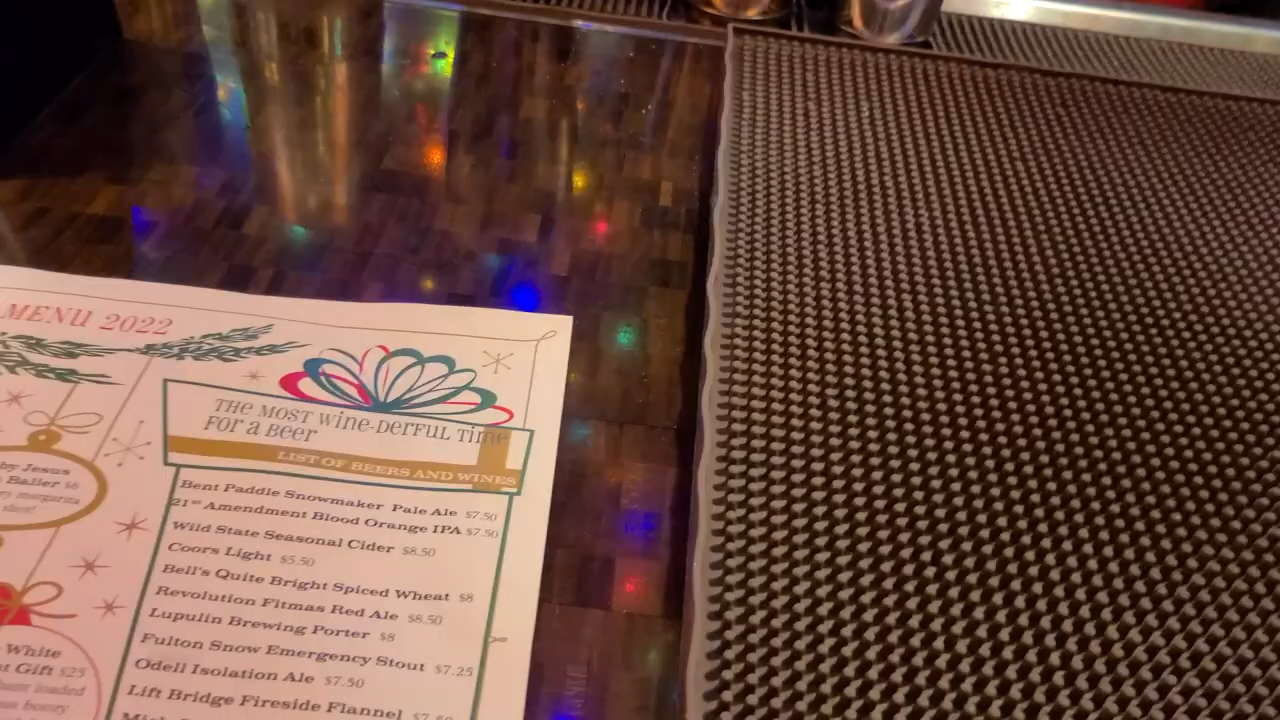 MENU 2022
THE MOST WINE-DERFUL TIME
FOR A BEER
LIST OF BEERS AND WINES
by Jesus
Baller $6
margarita
shot!
Bent Paddle Snowmaker Pale Ale $7.50
21st Amendment Blood Orange IPA $7.50
Wild State Seasonal Cider $8.50
Coors Light $5.50
Bell's Quite Bright Spiced Wheat $8
Revolution Fitmas Red Ale $8.50
Lupulin Brewing Porter $8
Fulton Snow Emergency Stout $7.25
Odell Isolation Ale $7.50
Lift Bridge Fireside Flannel
White
Gift $25
loaded
boozy